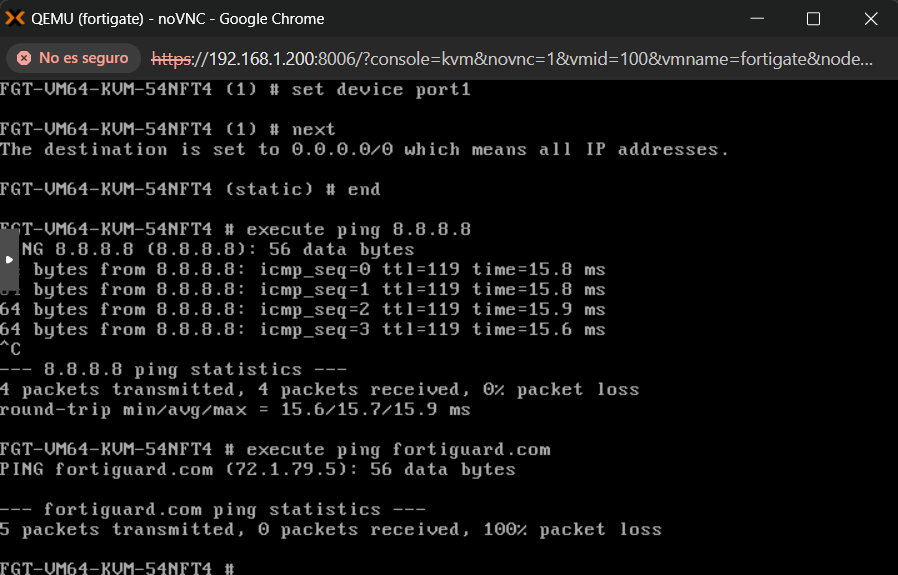 QEMU (fortigate) - noVNC - Google Chrome
No es seguro https://192.168.1.200:8006/?console=kvm&novnc=1&vmid=100&vmname=fortigate&node...
FGT-VM64-KVM-54NFT4 (1) # set device port1
FGT-VM64-KVM-54NFT4 (1) # next
The destination is set to 0.0.0.0/0 which means all IP addresses.
FGT-VM64-KVM-54NFT4 (static) # end
FGT-VM64-KVM-54NFT4 # execute ping 8.8.8.8
NG 8.8.8.8 (8.8.8.8): 56 data bytes
bytes from 8.8.8.8: icmp_seq=0 ttl=119 time=15.8 ms
bytes from 8.8.8.8: icmp_seq=1 ttl=119 time=15.8 ms
64 bytes from 8.8.8.8: icmp_seq=2 ttl=119 time=15.9 ms
64 bytes from 8.8.8.8: icmp_seq=3 ttl=119 time=15.6 ms
^C
--- 8.8.8.8 ping statistics ---
4 packets transmitted, 4 packets received, 0% packet loss
round-trip min/avg/max = 15.6/15.7/15.9 ms
FGT-VM64-KVM-54NFT4 # execute ping fortiguard.com
PING fortiguard.com (72.1.79.5): 56 data bytes
--- fortiguard.com ping statistics ---
5 packets transmitted, 0 packets received, 100% packet loss
FGT-VM64-KVM-54NFT4 #